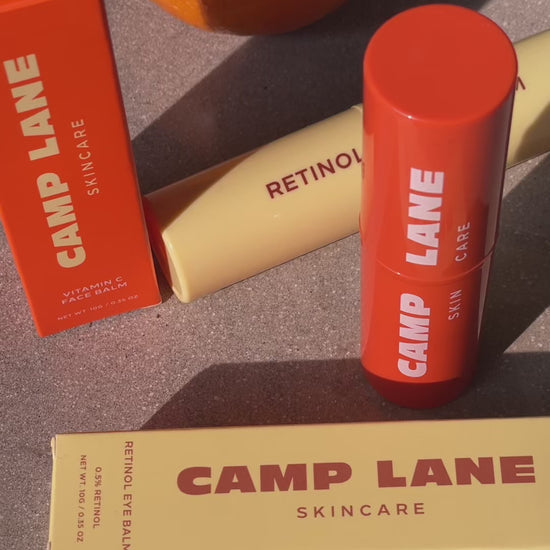 CAMP LANE
SKINCARE
VITAMIN C
FACE BALM
NET WT. 10G / 0.35 OZ
RETINOL
CAMP LANE
SKIN CARE
CAMP LANE
SKINCARE
RETINOL EYE BALM
0.5% RETINOL
NET WT. 10G / 0.35 OZ